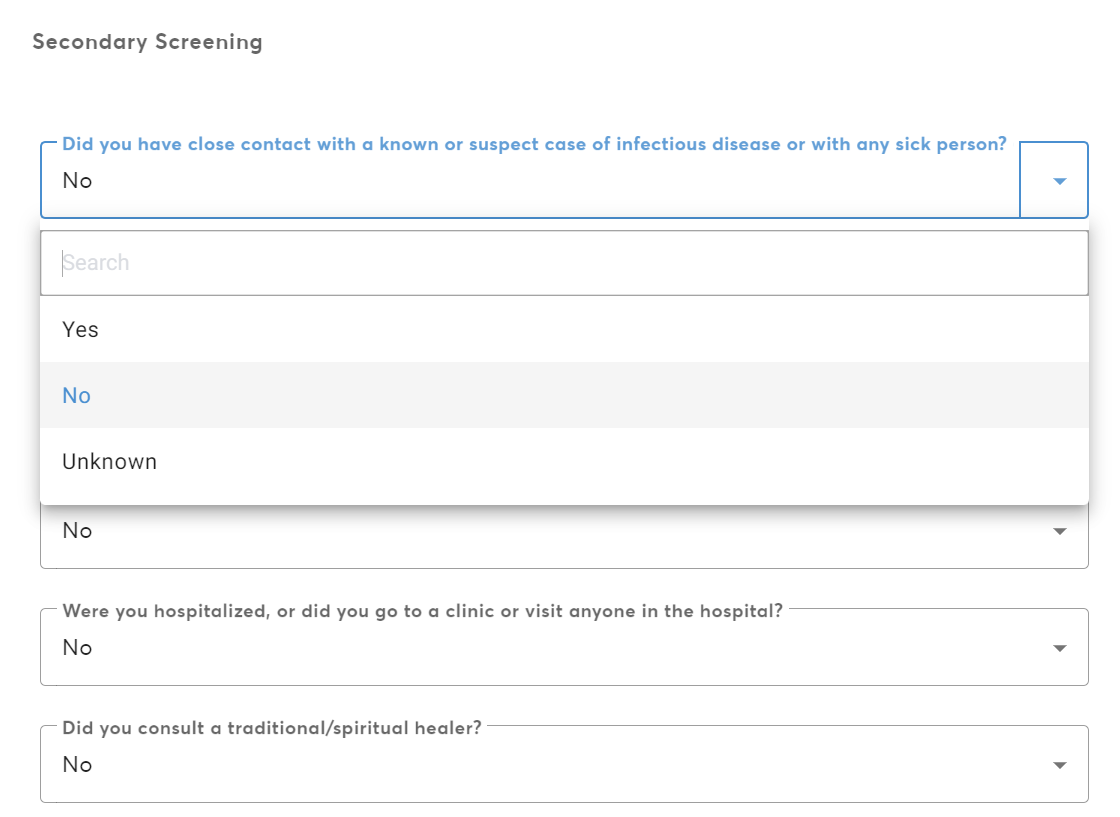 Secondary Screening
Did you have close contact with a known or suspect case of infectious disease or with any sick person?
No
Search
Yes
No
Unknown
No
Were you hospitalized, or did you go to a clinic or visit anyone in the hospital?
No
Did you consult a traditional/spiritual healer?
No